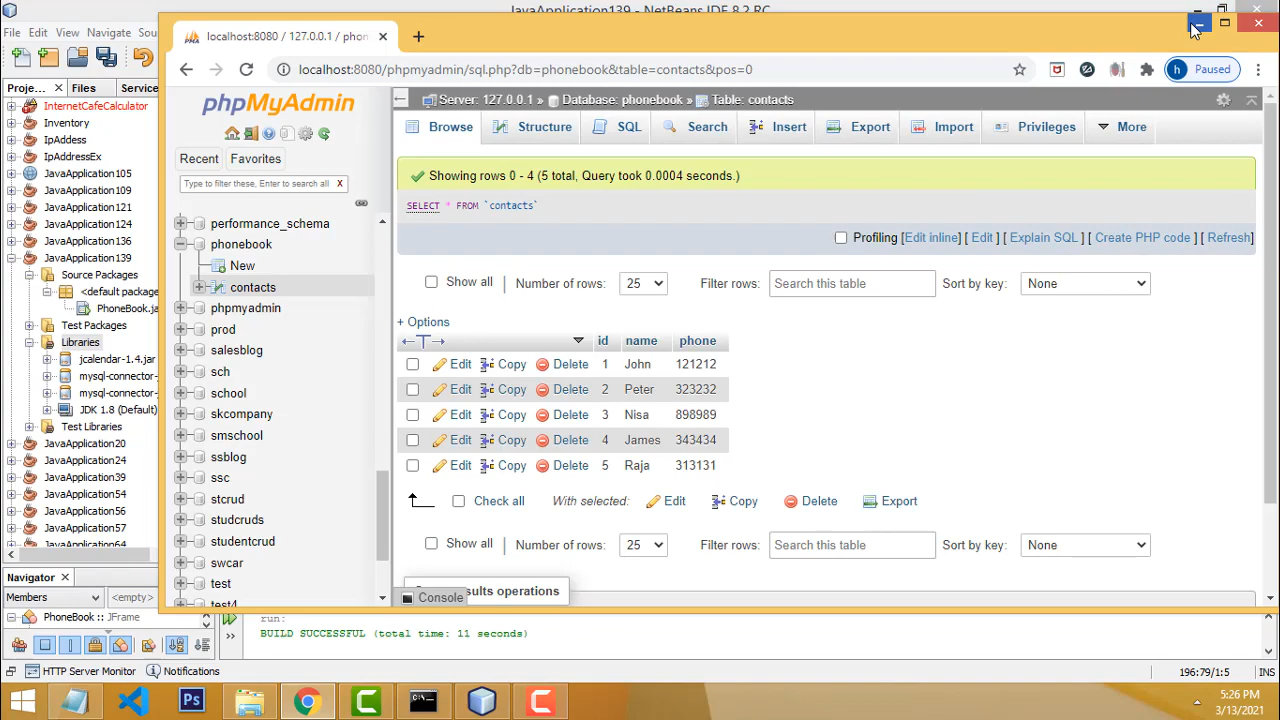 JavaApplication139 - NetBeans IDE 8.2 RC
File Edit View Navigate Sou
Proje... Files Service
InternetCafeCalculator
Inventory
IpAddess
IpAddressEx
JavaApplication105
JavaApplication109
JavaApplication121
JavaApplication124
JavaApplication136
JavaApplication139
Source Packages
<default package
PhoneBook.ja
Test Packages
Libraries
jcalendar-1.4.jar
mysql-connector-
mysql-connector-
JDK 1.8 (Default)
Test Libraries
JavaApplication20
JavaApplication24
JavaApplication39
JavaApplication54
JavaApplication56
JavaApplication57
JavaApplication64
Navigator
Members <empty>
PhoneBook :: JFrame
localhost:8080 / 127.0.0.1 / phon
localhost:8080/phpmyadmin/sql.php?db=phonebook&table=contacts&pos=0
h Paused
phpMyAdmin
Recent Favorites
Type to filter these, Enter to search all X
performance_schema
phonebook
New
contacts
phpmyadmin
prod
salesblog
sch
school
skcompany
smschool
ssblog
ssc
stcrud
studcruds
studentcrud
swcar
test
test4
Server: 127.0.0.1 » Database: phonebook » Table: contacts
Browse Structure SQL Search Insert Export Import Privileges More
Showing rows 0 - 4 (5 total, Query took 0.0004 seconds.)
SELECT * FROM `contacts`
Profiling [Edit inline] [ Edit ] [ Explain SQL ] [ Create PHP code ] [ Refresh]
Show all Number of rows: 25 Filter rows: Search this table Sort by key: None
+ Options
id name phone
Edit Copy Delete 1 John 121212
Edit Copy Delete 2 Peter 323232
Edit Copy Delete 3 Nisa 898989
Edit Copy Delete 4 James 343434
Edit Copy Delete 5 Raja 313131
Check all With selected: Edit Copy Delete Export
Show all Number of rows: 25 Filter rows: Search this table Sort by key: None
sults operations
Console
run:
BUILD SUCCESSFUL (total time: 11 seconds)
HTTP Server Monitor Notifications 196:79/1:5 INS
Ps
5:26 PM
3/13/2021